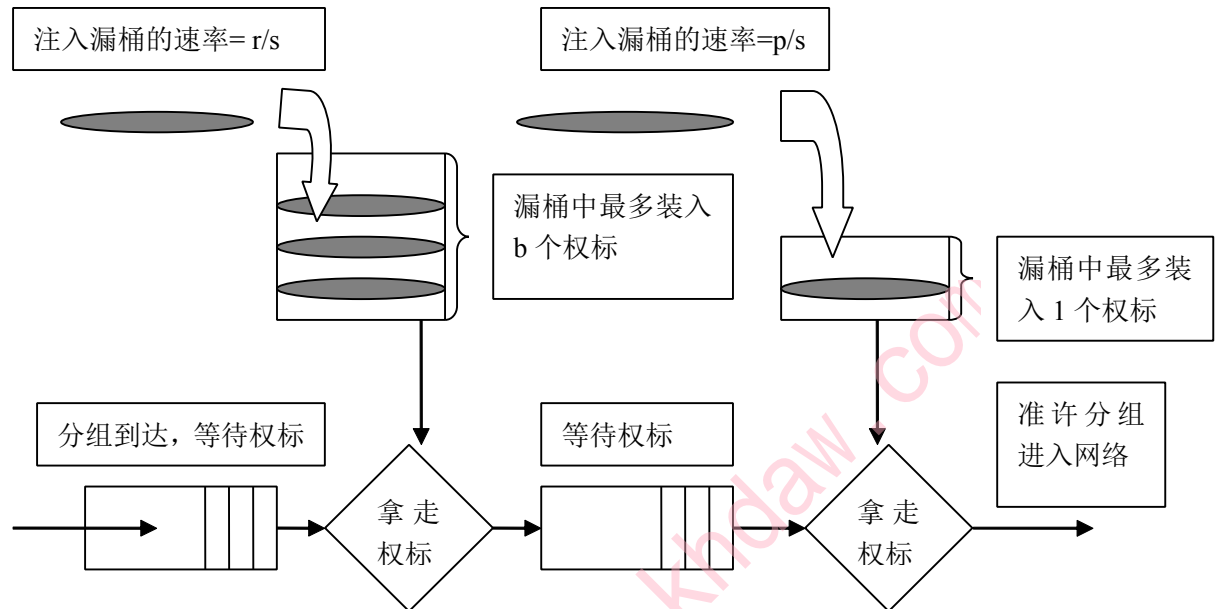 注入漏桶的速率= r/s
注入漏桶的速率=p/s
漏桶中最多装入
b 个权标
漏桶中最多装
入 1 个权标
分组到达，等待权标
等待权标
准许分组
进入网络
拿走
权标
拿走
权标
khdaw com